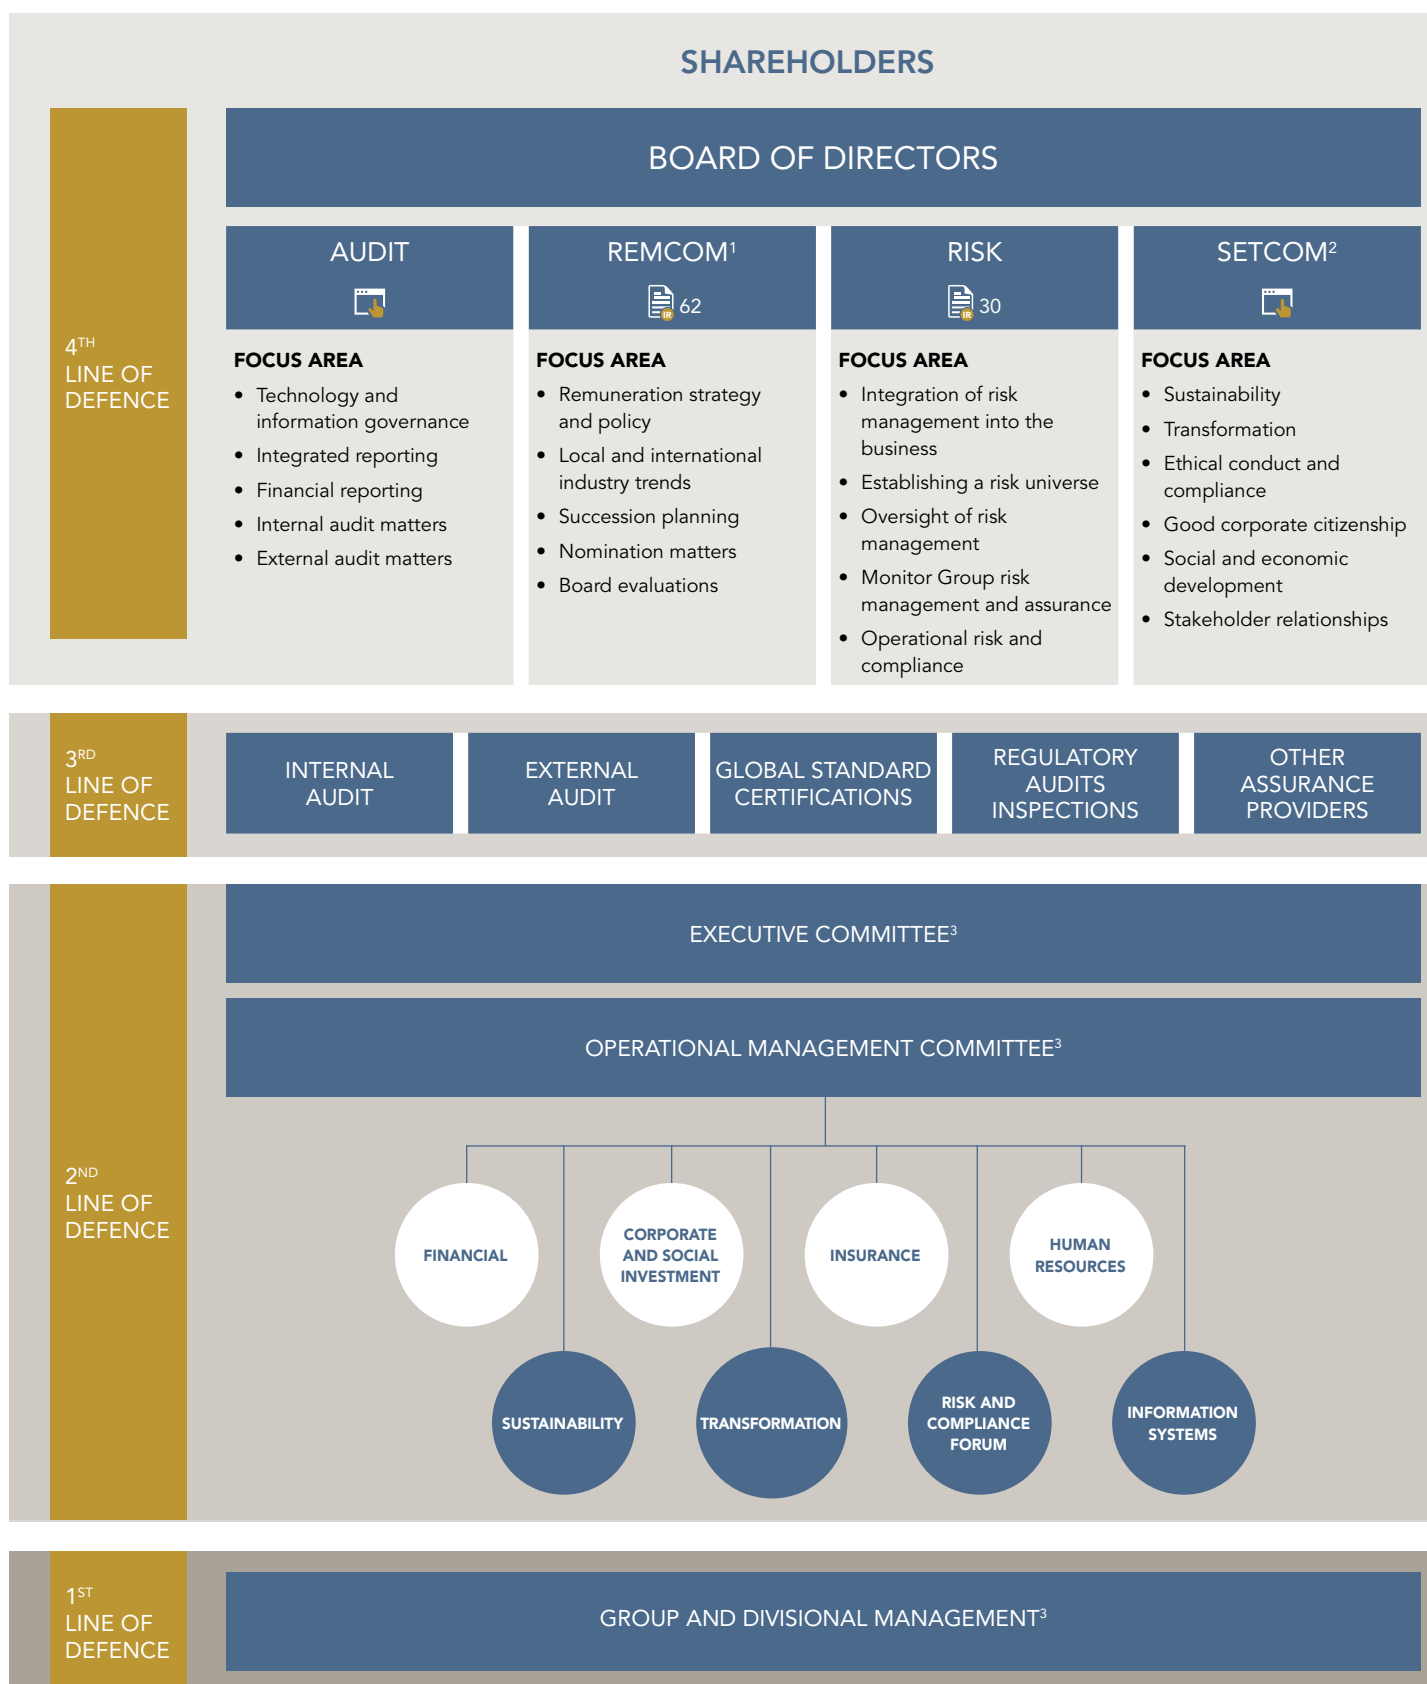 SHAREHOLDERS
4TH
LINE OF
DEFENCE
BOARD OF DIRECTORS
AUDIT
FOCUS AREA
• Technology and
information governance
• Integrated reporting
• Financial reporting
• Internal audit matters
• External audit matters
REMCOM1
IR 62
FOCUS AREA
• Remuneration strategy
and policy
• Local and international
industry trends
• Succession planning
• Nomination matters
• Board evaluations
RISK
IR 30
FOCUS AREA
• Integration of risk
management into the
business
• Establishing a risk universe
• Oversight of risk
management
• Monitor Group risk
management and assurance
• Operational risk and
compliance
SETCOM2
FOCUS AREA
• Sustainability
• Transformation
• Ethical conduct and
compliance
• Good corporate citizenship
• Social and economic
development
• Stakeholder relationships
3RD
LINE OF
DEFENCE
INTERNAL
AUDIT
EXTERNAL
AUDIT
GLOBAL STANDARD
CERTIFICATIONS
REGULATORY
AUDITS
INSPECTIONS
OTHER
ASSURANCE
PROVIDERS
2ND
LINE OF
DEFENCE
EXECUTIVE COMMITTEE3
OPERATIONAL MANAGEMENT COMMITTEE3
FINANCIAL
CORPORATE
AND SOCIAL
INVESTMENT
INSURANCE
HUMAN
RESOURCES
SUSTAINABILITY
TRANSFORMATION
RISK AND
COMPLIANCE
FORUM
INFORMATION
SYSTEMS
1ST
LINE OF
DEFENCE
GROUP AND DIVISIONAL MANAGEMENT3